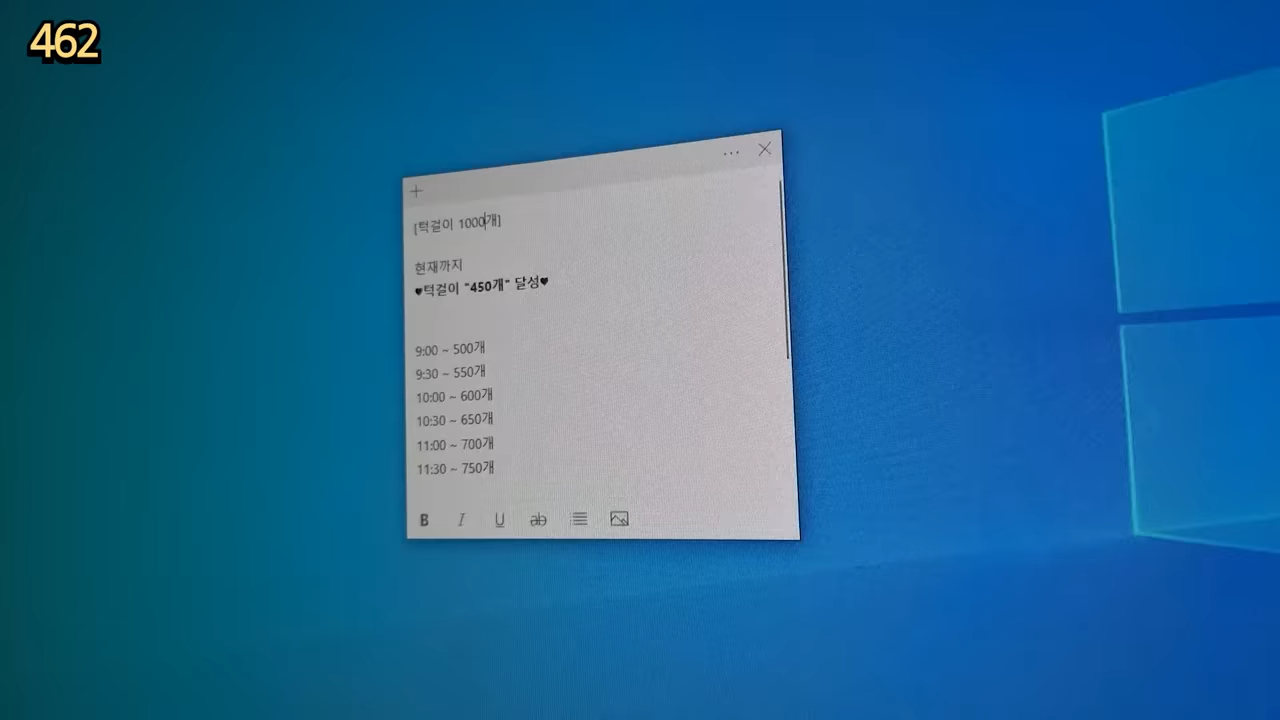 462
[턱걸이 1000개]
현재까지
♥턱걸이 "450개" 달성♥
9:00 ~ 500개
9:30 ~ 550개
10:00 ~ 600개
10:30 ~ 650개
11:00 ~ 700개
11:30 ~ 750개
B I U ab